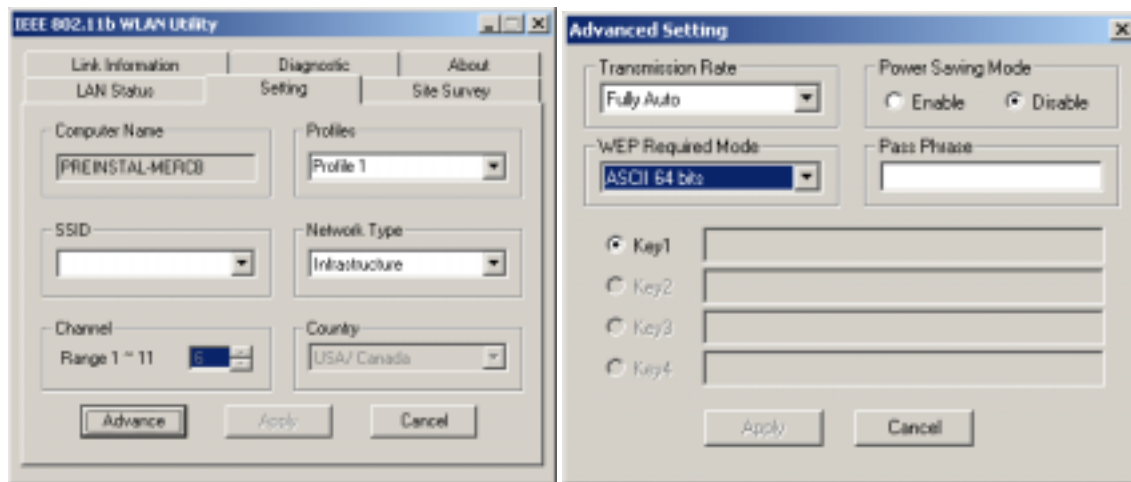 IEEE 802.11b WLAN Utility
Link Information
Diagnostic
About
LAN Status
Setting
Site Survey
Computer Name
PREINSTAL-MERC8
Profiles
Profile 1
SSID
Network Type
Infrastructure
Channel
Range 1 ~ 11
6
Country
USA/ Canada
Advance
Apply
Cancel
Advanced Setting
Transmission Rate
Fully Auto
Power Saving Mode
Enable
Disable
WEP Required Mode
ASCII 64 bits
Pass Phrase
Key1
Key2
Key3
Key4
Apply
Cancel